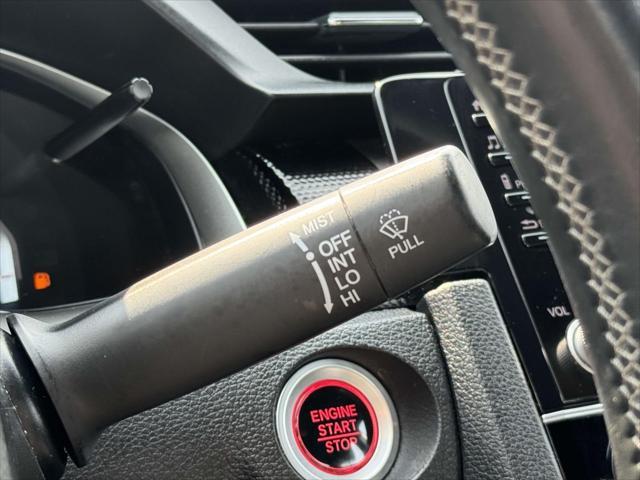 MIST
OFF
INT
LO
HI
PULL
VOL
ENGINE
START
STOP